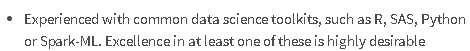 • Experienced with common data science toolkits, such as R, SAS, Python
or Spark-ML. Excellence in at least one of these is highly desirable